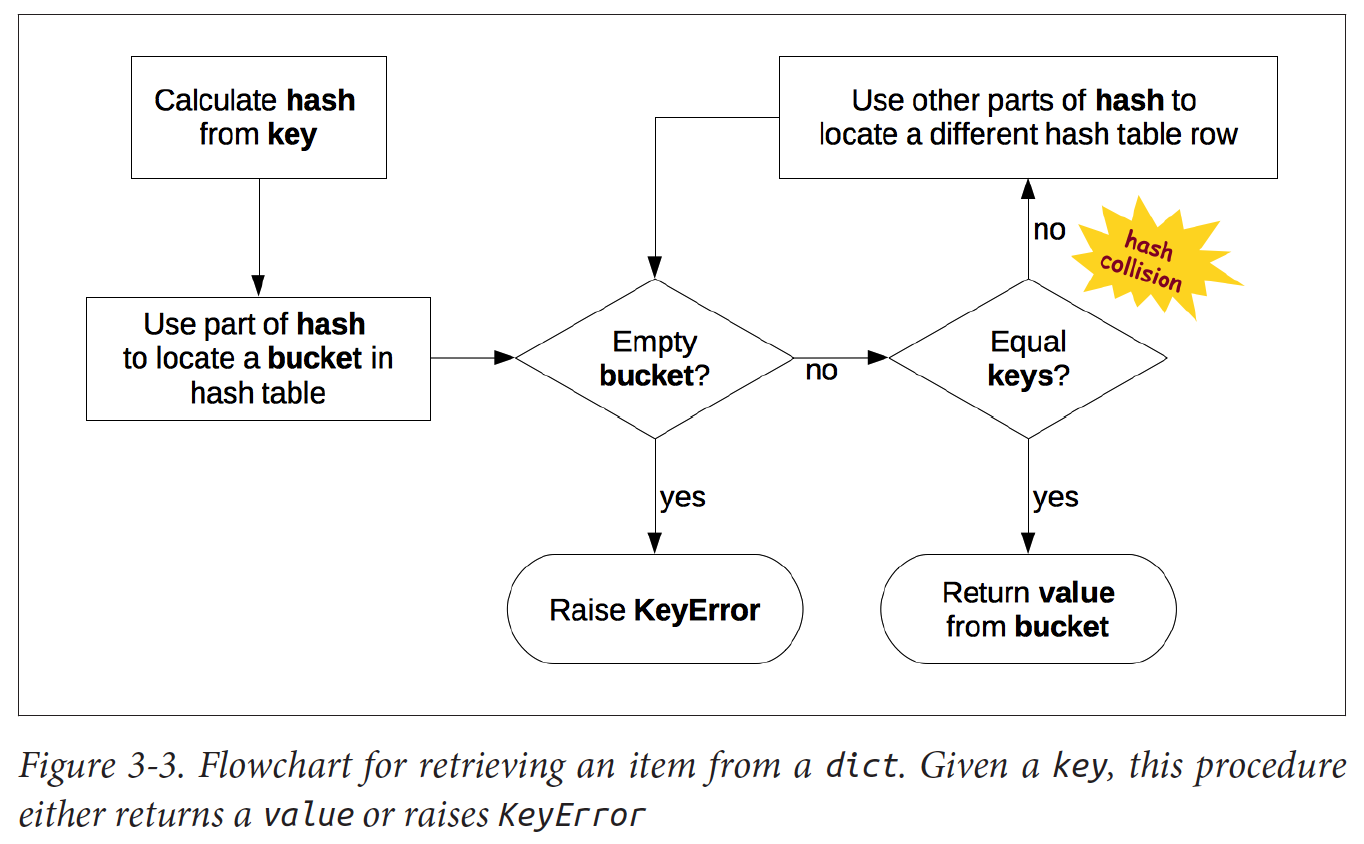 Calculate hash
from key
Use part of hash
to locate a bucket in
hash table
Empty
bucket?
no
yes
Raise KeyError
Equal
keys?
no
hash
collision
Use other parts of hash to
locate a different hash table row
yes
Return value
from bucket
Figure 3-3. Flowchart for retrieving an item from a dict. Given a key, this procedure
either returns a value or raises KeyError